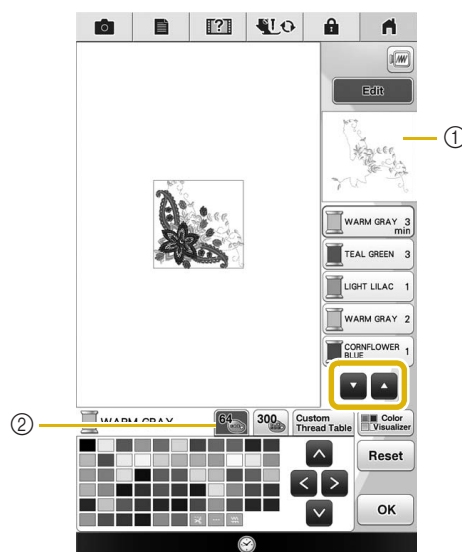 Edit
①
WARM GRAY 3
min
TEAL GREEN 3
LIGHT LILAC 1
WARM GRAY 2
CORNFLOWER
BLUE 1
②
WARM GRAY
64
300
Custom
Thread Table
Color
Visualizer
Reset
OK